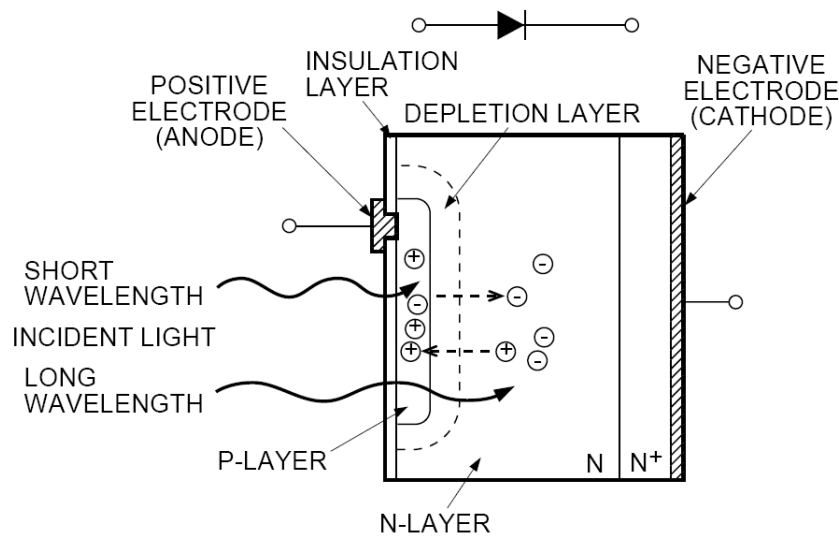 INSULATION
LAYER
POSITIVE
ELECTRODE
(ANODE)
DEPLETION LAYER
NEGATIVE
ELECTRODE
(CATHODE)
SHORT
WAVELENGTH
INCIDENT LIGHT
LONG
WAVELENGTH
P-LAYER
N-LAYER
N
N+
+
-
-
-
+
+
+
-
-